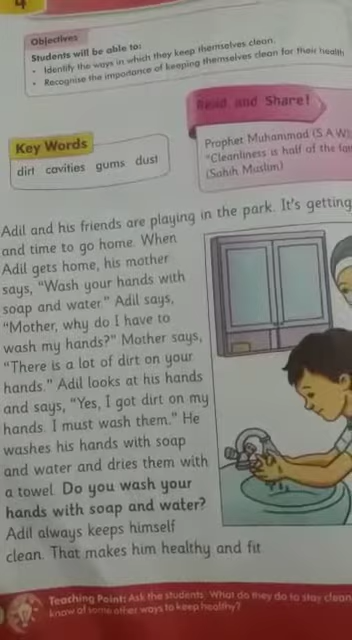 4
Objectives
Students will be able to:
• Identify the ways in which they keep themselves clean.
• Recognise the importance of keeping themselves clean for their health
Read and Share!
Prophet Muhammad (S.A.W)
"Cleanliness is half of the
(Sahih Muslim)
Key Words
dirt cavities gums dust
Adil and his friends are playing in the park. It's getting
and time to go home. When
Adil gets home, his mother
says, "Wash your hands with
soap and water." Adil says,
"Mother, why do I have to
wash my hands?" Mother says,
"There is a lot of dirt on your
hands." Adil looks at his hands
and says, "Yes, I got dirt on my
hands. I must wash them." He
washes his hands with soap
and water and dries them with
a towel. Do you wash your
hands with soap and water?
Adil always keeps himself
clean. That makes him healthy and fit.
Teaching Point: Ask the students: What do they do to stay clean
know of some other ways to keep healthy?